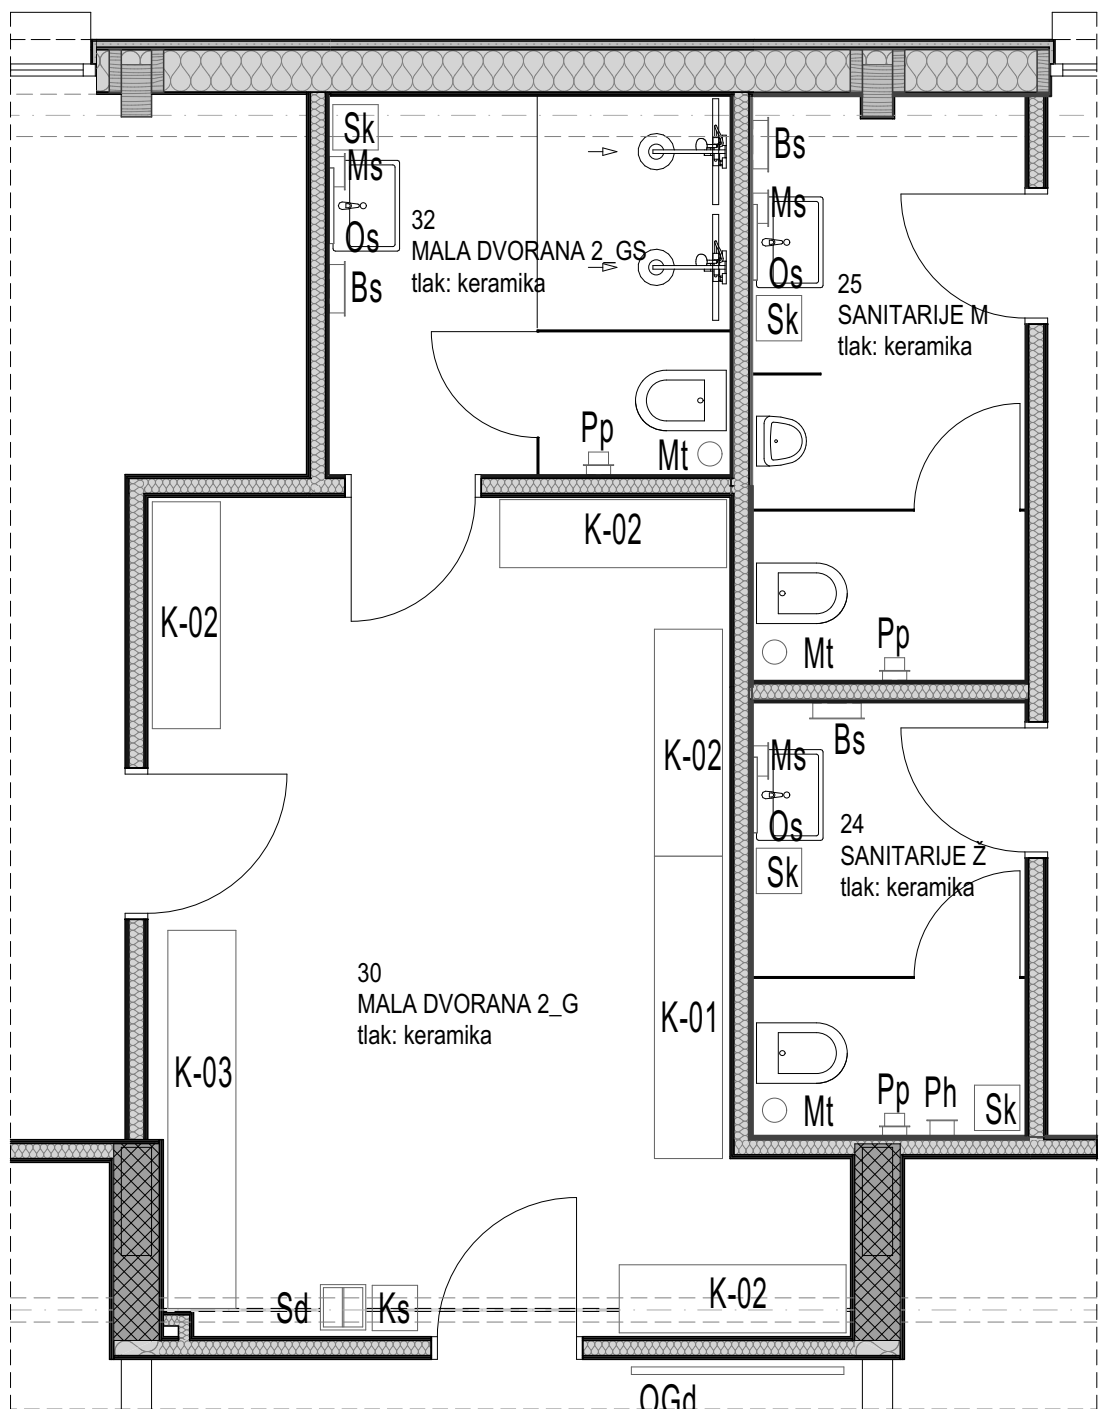 Sk
Ms
Os
Bs
32
MALA DVORANA 2_GS
tlak: keramika
Pp
Mt
Bs
Ms
Os
Sk
25
SANITARIJE M
tlak: keramika
Pp
Mt
K-02
K-02
K-02
K-01
K-03
K-02
30
MALA DVORANA 2_G
tlak: keramika
Bs
Ms
Os
Sk
24
SANITARIJE Ž
tlak: keramika
Mt
Pp
Ph
Sk
Sd
Ks
OGd